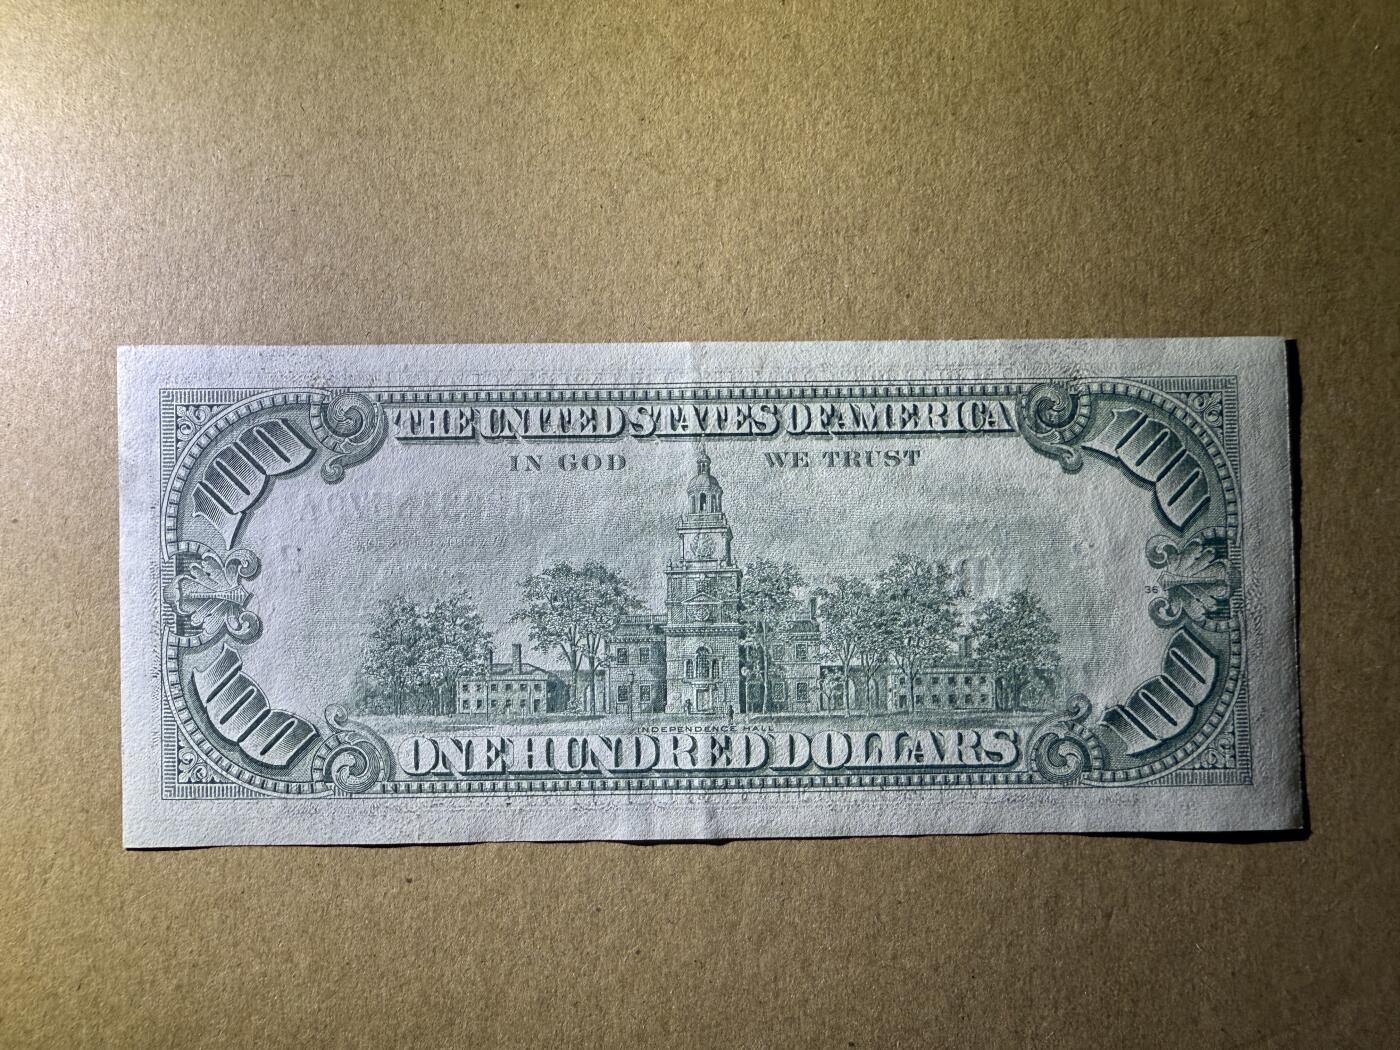 THE UNITED STATES OF AMERICA
IN GOD WE TRUST
100 100
36
100 100
INDEPENDENCE HALL
ONE HUNDRED DOLLARS